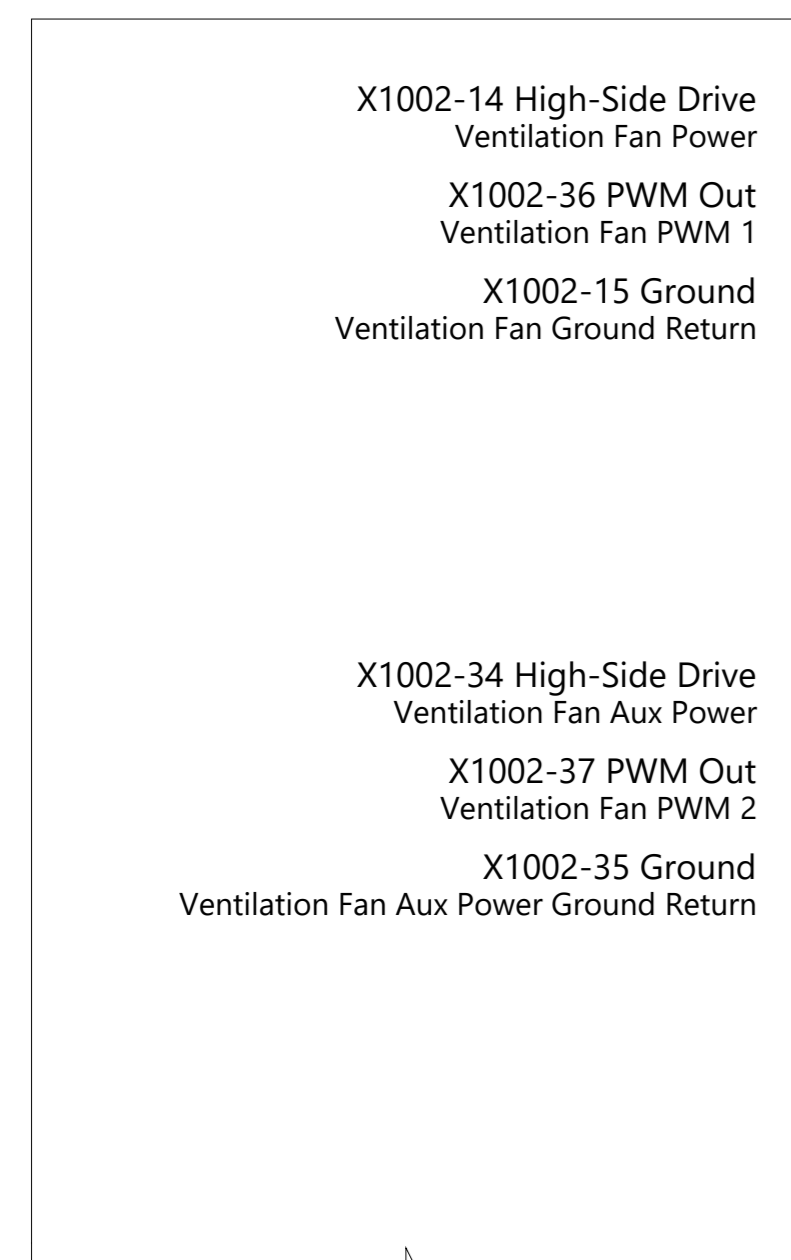 X1002-14 High-Side Drive
Ventilation Fan Power
X1002-36 PWM Out
Ventilation Fan PWM 1
X1002-15 Ground
Ventilation Fan Ground Return
X1002-34 High-Side Drive
Ventilation Fan Aux Power
X1002-37 PWM Out
Ventilation Fan PWM 2
X1002-35 Ground
Ventilation Fan Aux Power Ground Return